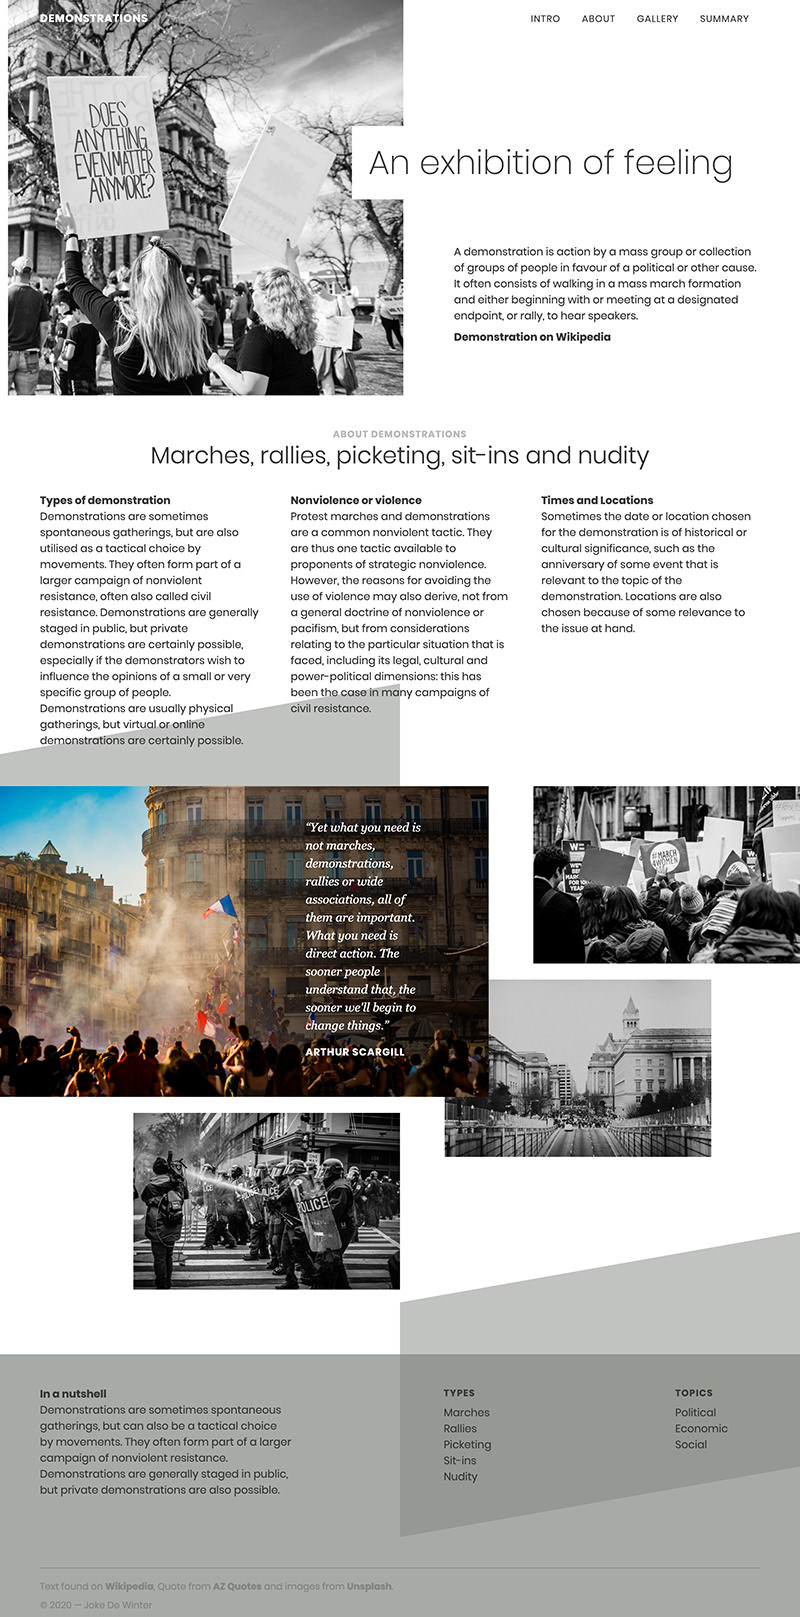 DEMONSTRATIONS
INTRO ABOUT GALLERY SUMMARY
DOES
ANYTHING
EVEN MATTER
ANYMORE?
An exhibition of feeling
A demonstration is action by a mass group or collection
of groups of people in favour of a political or other cause.
It often consists of walking in a mass march formation
and either beginning with or meeting at a designated
endpoint, or rally, to hear speakers.
Demonstration on Wikipedia
ABOUT DEMONSTRATIONS
Marches, rallies, picketing, sit-ins and nudity
Types of demonstration
Demonstrations are sometimes
spontaneous gatherings, but are also
utilised as a tactical choice by
movements. They often form part of a
larger campaign of nonviolent
resistance, often also called civil
resistance. Demonstrations are generally
staged in public, but private
demonstrations are certainly possible,
especially if the demonstrators wish to
influence the opinions of a small or very
specific group of people.
Demonstrations are usually physical
gatherings, but virtual or online
demonstrations are certainly possible.
Nonviolence or violence
Protest marches and demonstrations
are a common nonviolent tactic. They
are thus one tactic available to
proponents of strategic nonviolence.
However, the reasons for avoiding the
use of violence may also derive, not from
a general doctrine of nonviolence or
pacifism, but from considerations
relating to the particular situation that is
faced, including its legal, cultural and
power-political dimensions: this has
been the case in many campaigns of
civil resistance.
Times and Locations
Sometimes the date or location chosen
for the demonstration is of historical or
cultural significance, such as the
anniversary of some event that is
relevant to the topic of the
demonstration. Locations are also
chosen because of some relevance to
the issue at hand.
“Yet what you need is
not marches,
demonstrations,
rallies or wide
associations, all of
them are important.
What you need is
direct action. The
sooner people
understand that, the
sooner we'll begin to
change things.”
ARTHUR SCARGILL
#MARCH
4WOMEN
POLICE
POLICE
In a nutshell
Demonstrations are sometimes spontaneous
gatherings, but can also be a tactical choice
by movements. They often form part of a larger
campaign of nonviolent resistance.
Demonstrations are generally staged in public,
but private demonstrations are also possible.
TYPES
Marches
Rallies
Picketing
Sit-ins
Nudity
TOPICS
Political
Economic
Social
Text found on Wikipedia, Quote from AZ Quotes and images from Unsplash.
© 2020 — Joke De Winter